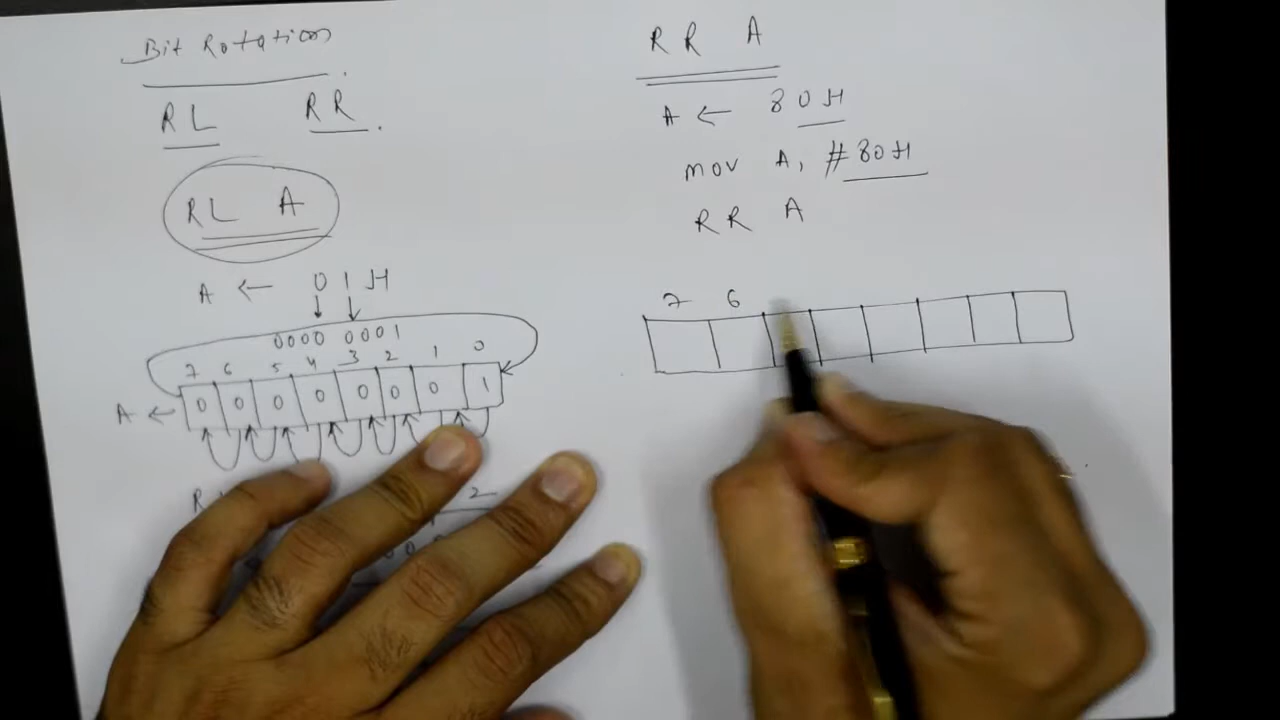 Bit Rotation
RL RR.
RL A
A ← 01H
0000 0001
7 6 5 4 3 2 1 0
A ← 0 0 0 0 0 0 0 1
R
2
RR A
A ← 80H
mov A, #80H
RR A
7 6